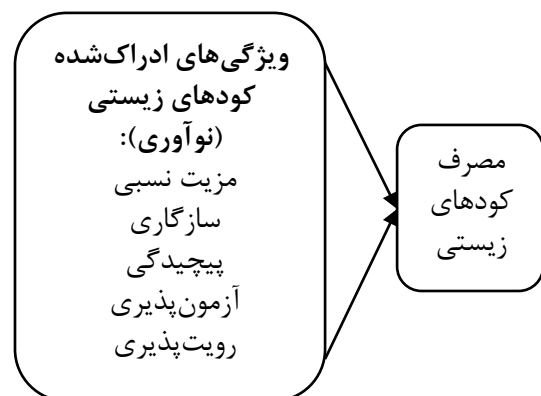 ویژگی‌های ادراک‌شده
کودهای زیستی
(نوآوری):
مزیت نسبی
سازگاری
پیچیدگی
آزمون‌پذیری
رویت‌پذیری
مصرف
کودهای
زیستی